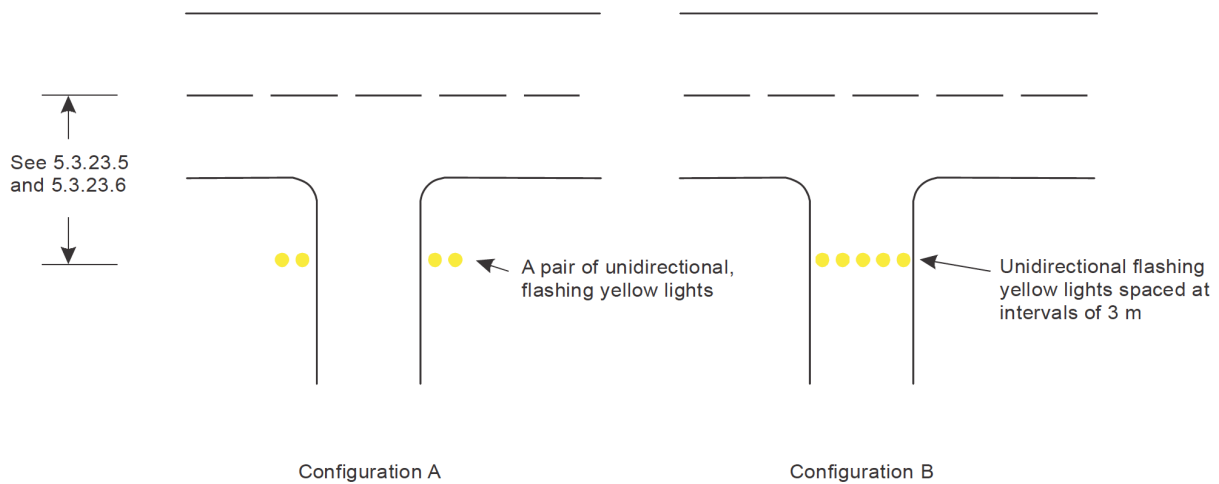 See 5.3.23.5
and 5.3.23.6
A pair of unidirectional,
flashing yellow lights
Unidirectional flashing
yellow lights spaced at
intervals of 3 m
Configuration A
Configuration B